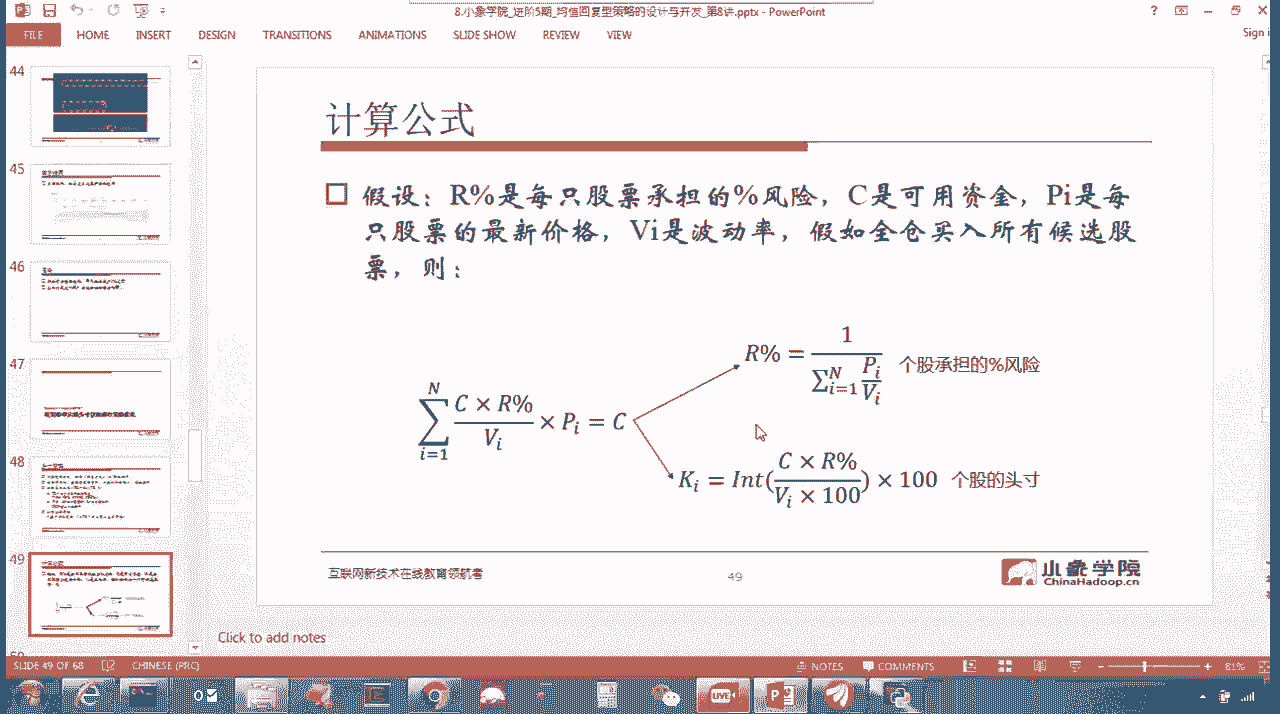 8.小象学院_进阶5期_均值回复型策略的设计与开发_第8讲.pptx - PowerPoint
FILE HOME INSERT DESIGN TRANSITIONS ANIMATIONS SLIDE SHOW REVIEW VIEW
Sign i
44
45
46
47
48
49
计算公式
假设：R%是每只股票承担的%风险，C是可用资金，Pi是每
只股票的最新价格，Vi是波动率，假如全仓买入所有候选股
票，则：
\sum_{i=1}^{N} \frac{C × R%}{V_i} × P_i = C
R% = \frac{1}{\sum_{i=1}^{N} \frac{P_i}{V_i}} 个股承担的%风险
K_i = Int(\frac{C × R%}{V_i × 100}) × 100 个股的头寸
互联网新技术在线教育领航者
49
小象学院
ChinaHadoop.cn
Click to add notes
SLIDE 49 OF 68 CHINESE (PRC) NOTES COMMENTS 81%
LIVE